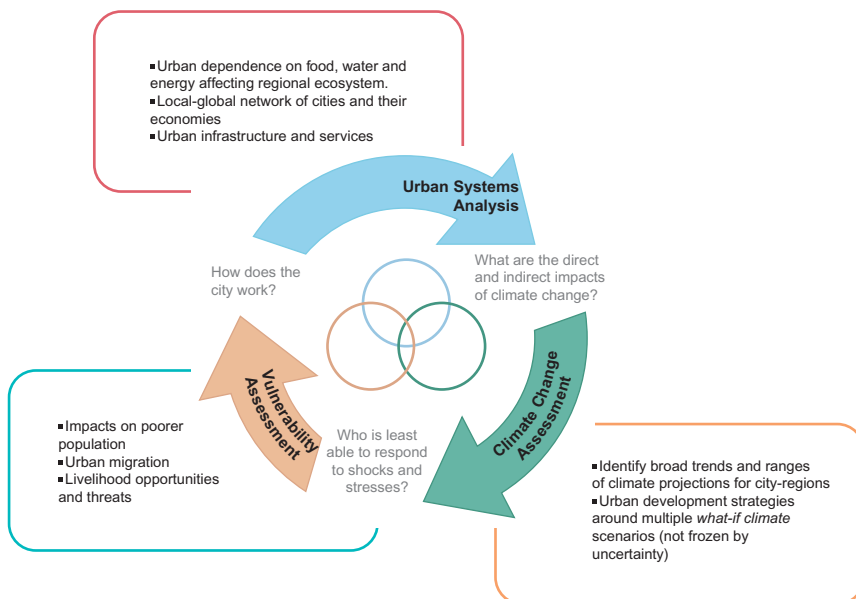 ▪Urban dependence on food, water and
energy affecting regional ecosystem.
▪Local-global network of cities and their
economies
▪Urban infrastructure and services
Urban Systems
Analysis
How does the
city work?
What are the direct
and indirect impacts
of climate change?
Climate Change
Assessment
Vulnerability
Assessment
Who is least
able to respond
to shocks and
stresses?
▪Impacts on poorer
population
▪Urban migration
▪Livelihood opportunities
and threats
▪Identify broad trends and ranges
of climate projections for city-regions
▪Urban development strategies
around multiple what-if climate
scenarios (not frozen by
uncertainty)